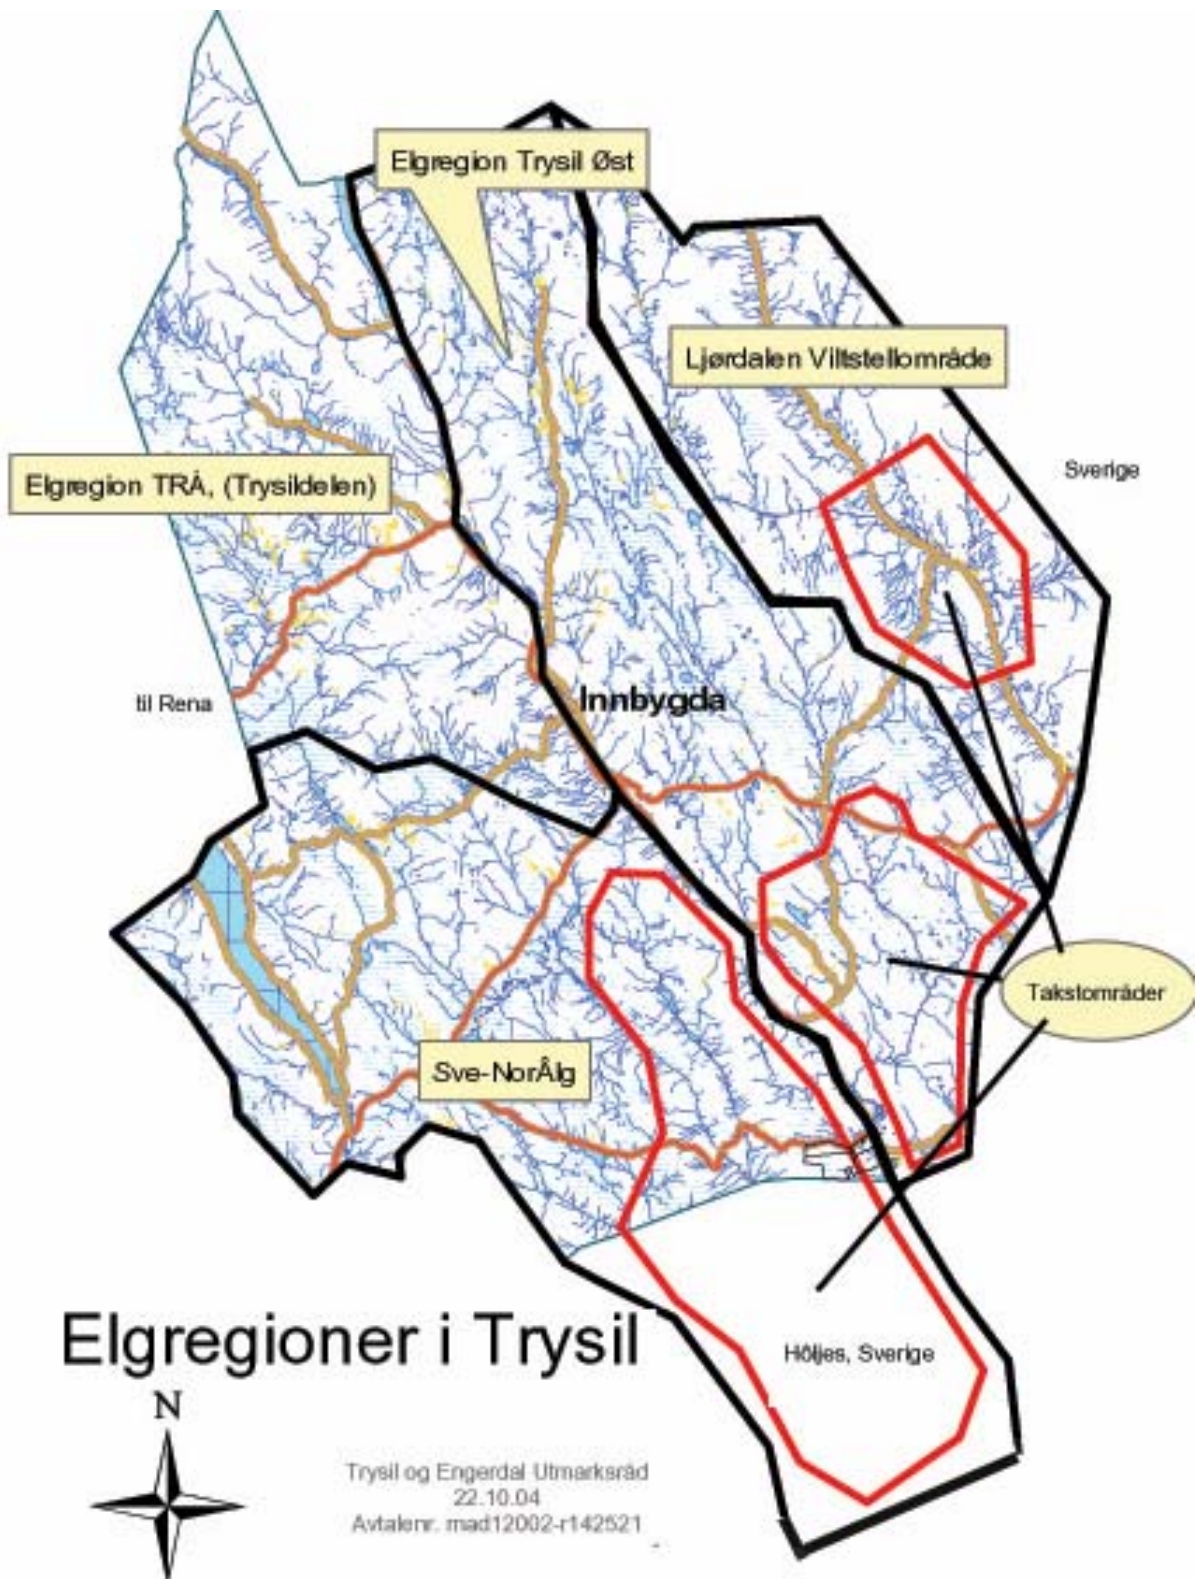 Elgregion Trysil Øst
Ljørdalen Viltstellområde
Sverige
Elgregion TRÅ, (Trysildelen)
til Rena
Innbygda
Takstområder
Sve-NorÅlg
Höljes, Sverige
Elgregioner i Trysil
N
Trysil og Engerdal Utmarksråd
22.10.04
Avtalenr. mad12002-r142521